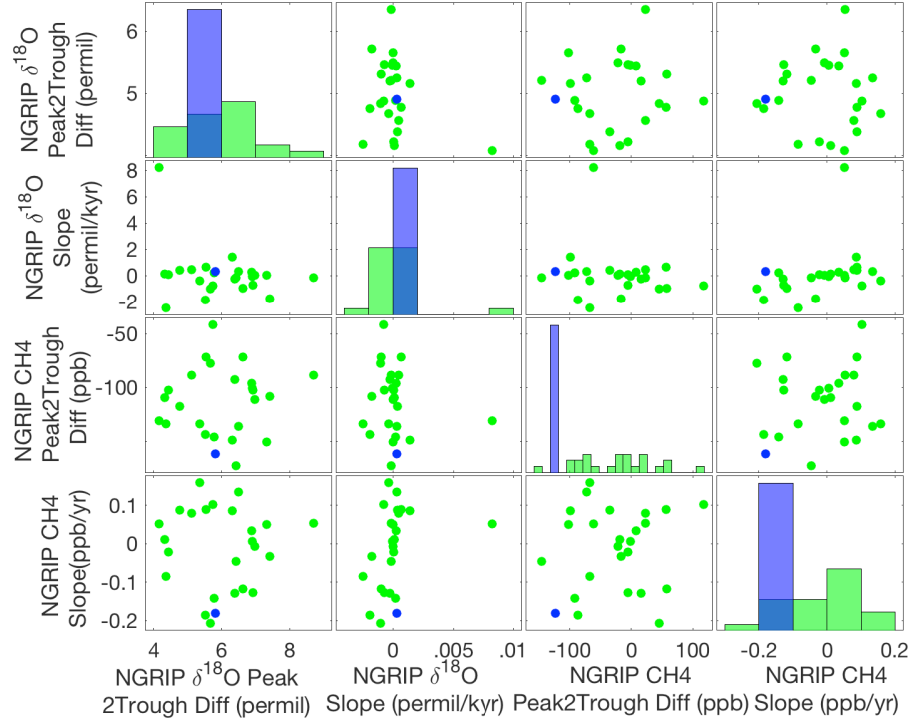 NGRIP δ¹⁸O
Peak2Trough
Diff (permil)
6
5
NGRIP δ¹⁸O
Slope
(permil/kyr)
8
6
4
2
0
-2
NGRIP CH4
Peak2Trough
Diff (ppb)
-50
-100
NGRIP CH4
Slope(ppb/yr)
0.1
0
-0.1
-0.2
4 6 8
0 .005 0.01
-100 0 100
-0.2 0
NGRIP δ¹⁸O Peak
2Trough Diff (permil)
NGRIP δ¹⁸O
Slope (permil/kyr)
NGRIP CH4
Peak2Trough Diff (ppb)
NGRIP CH4
Slope (ppb/yr)